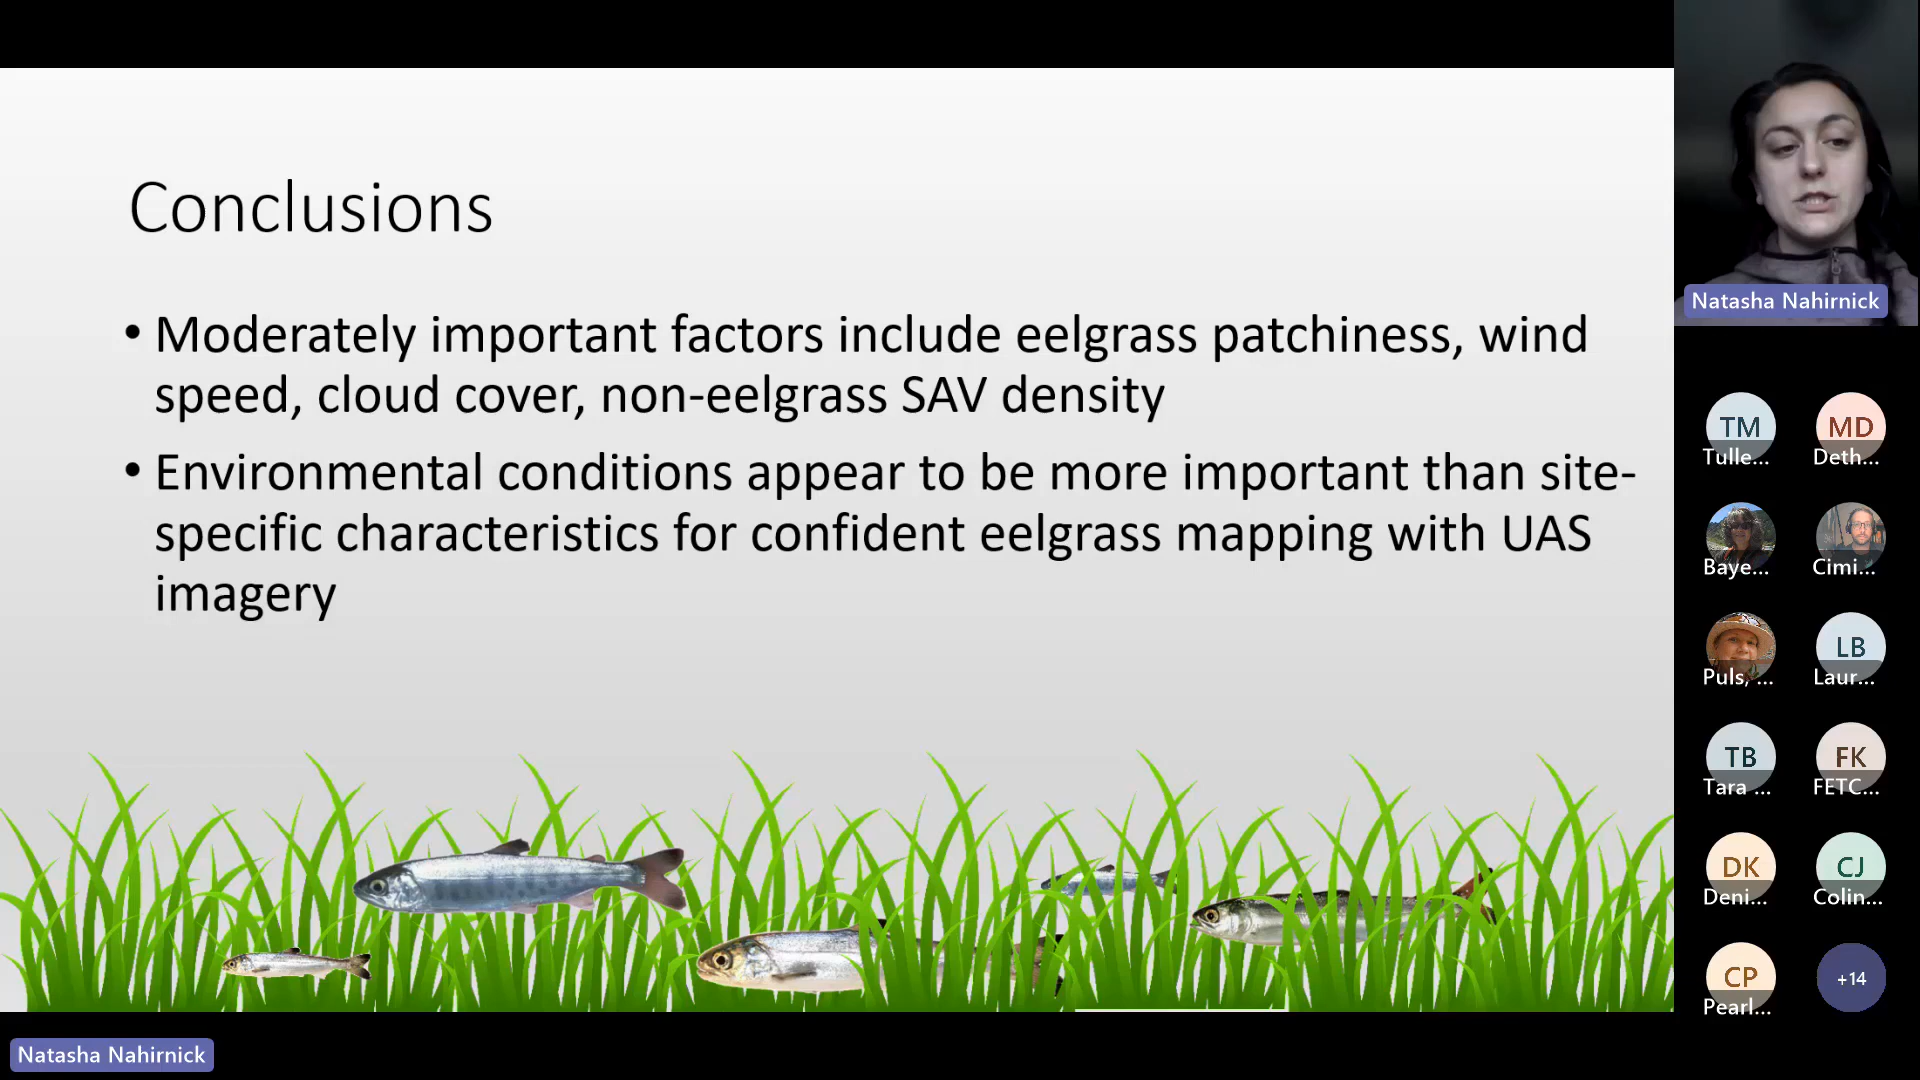 Conclusions
• Moderately important factors include eelgrass patchiness, wind
speed, cloud cover, non-eelgrass SAV density
• Environmental conditions appear to be more important than site-
specific characteristics for confident eelgrass mapping with UAS
imagery
Natasha Nahirnick
TM
Tulle...
MD
Deth...
Baye...
Cimi...
Puls, ...
LB
Laur...
TB
Tara ...
FK
FETC...
DK
Deni...
CJ
Colin...
CP
Pearl...
+14
Natasha Nahirnick